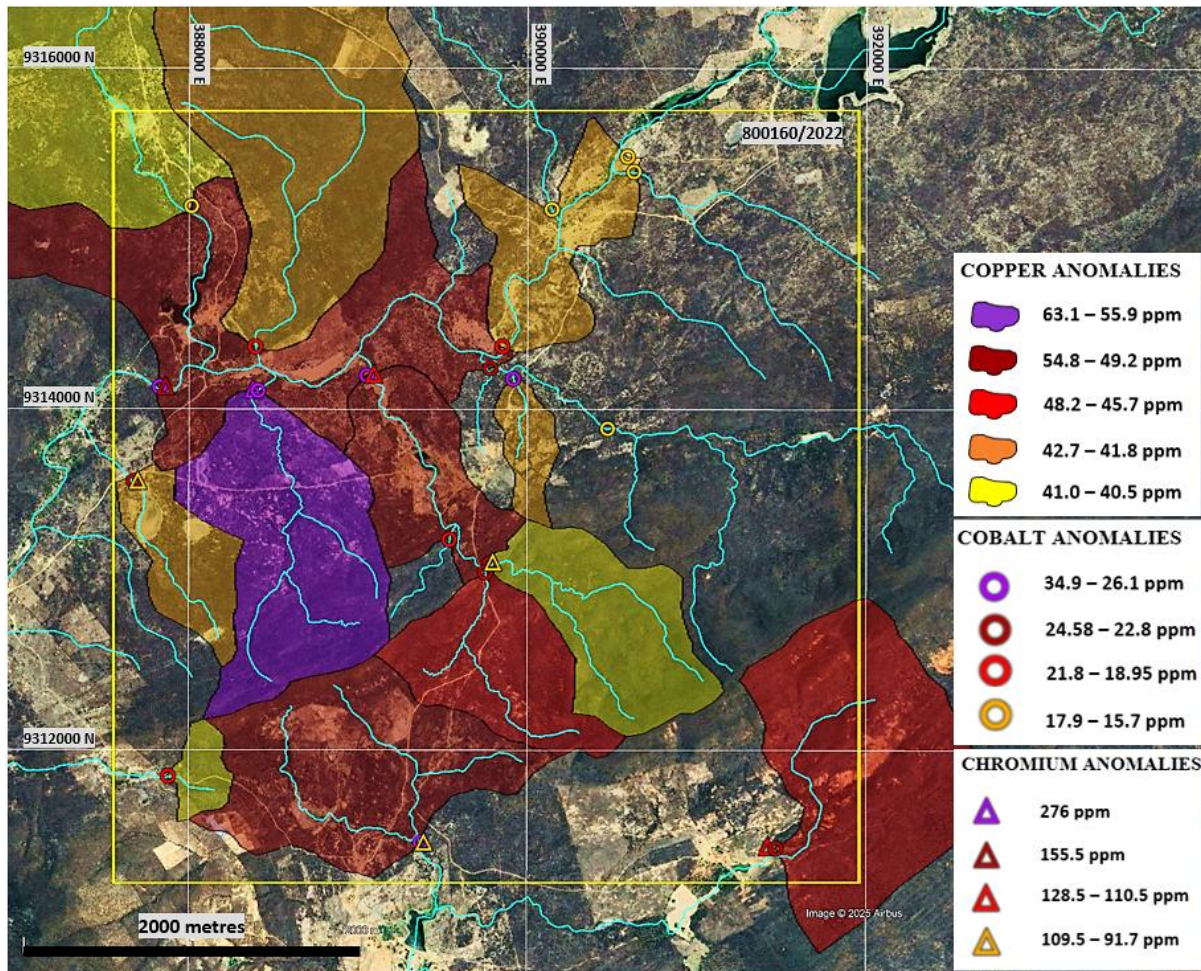 9316000 N
388000 E
390000 E
392000 E
800160/2022
9314000 N
9312000 N
2000 metres
Image © 2025 Airbus
COPPER ANOMALIES
63.1 – 55.9 ppm
54.8 – 49.2 ppm
48.2 – 45.7 ppm
42.7 – 41.8 ppm
41.0 – 40.5 ppm
COBALT ANOMALIES
34.9 – 26.1 ppm
24.58 – 22.8 ppm
21.8 – 18.95 ppm
17.9 – 15.7 ppm
CHROMIUM ANOMALIES
276 ppm
155.5 ppm
128.5 – 110.5 ppm
109.5 – 91.7 ppm